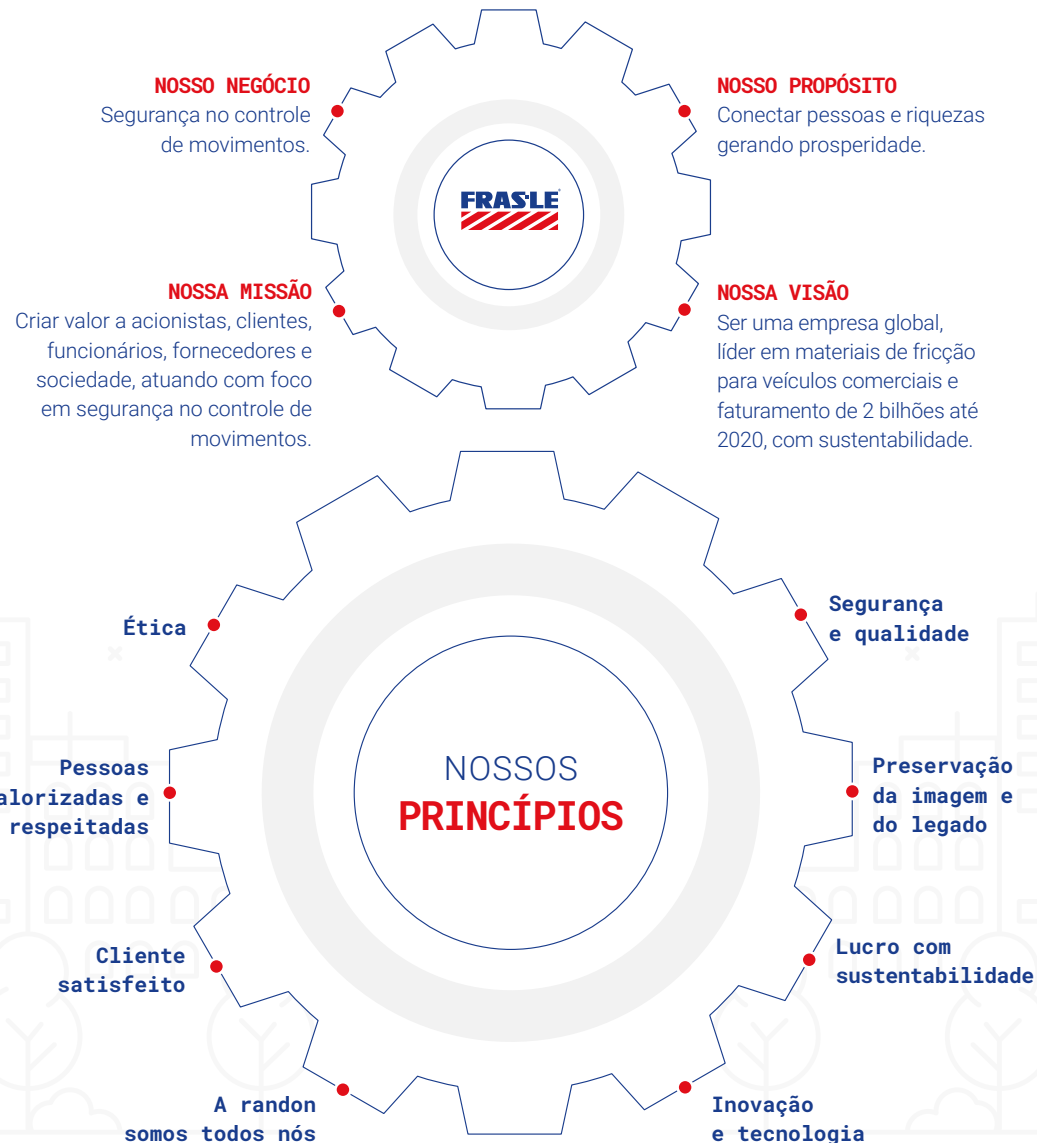 NOSSO NEGÓCIO
Segurança no controle
de movimentos.
NOSSO PROPÓSITO
Conectar pessoas e riquezas
gerando prosperidade.
FRAS-LE
NOSSA MISSÃO
Criar valor a acionistas, clientes,
funcionários, fornecedores e
sociedade, atuando com foco
em segurança no controle de
movimentos.
NOSSA VISÃO
Ser uma empresa global,
líder em materiais de fricção
para veículos comerciais e
faturamento de 2 bilhões até
2020, com sustentabilidade.
NOSSOS
PRINCÍPIOS
Ética
Pessoas
alorizadas e
respeitadas
Cliente
satisfeito
A randon
somos todos nós
Segurança
e qualidade
Preservação
da imagem e
do legado
Lucro com
sustentabilidade
Inovação
e tecnologia